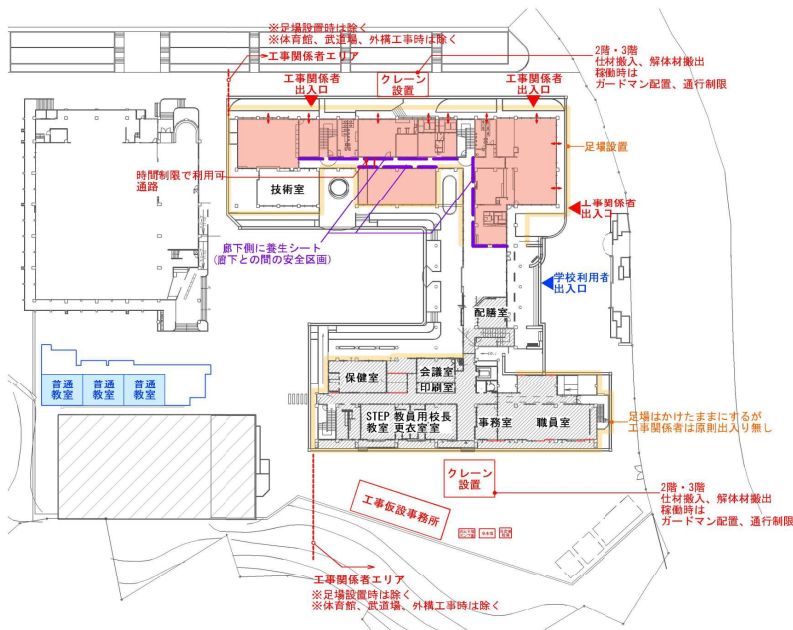 ※足場設置時は除く
※体育館、武道場、外構工事時は除く
工事関係者エリア
2階・3階
仕材搬入、解体材搬出
稼働時は
ガードマン配置、通行制限
工事関係者
出入口
クレーン
設置
工事関係者
出入口
足場設置
時間制限で利用可
通路
技術室
工事関係者
出入口
廊下側に養生シート
(廊下との間の安全区画)
学校利用者
出入口
配膳室
普通
教室
普通
教室
普通
教室
保健室
会議室
印刷室
STEP
教室
教員用
更衣室
校長
室
事務室
職員室
足場はかけたままにするが
工事関係者は原則出入り無し
クレーン
設置
工事仮設事務所
2階・3階
仕材搬入、解体材搬出
稼働時は
ガードマン配置、通行制限
工事関係者エリア
※足場設置時は除く
※体育館、武道場、外構工事時は除く